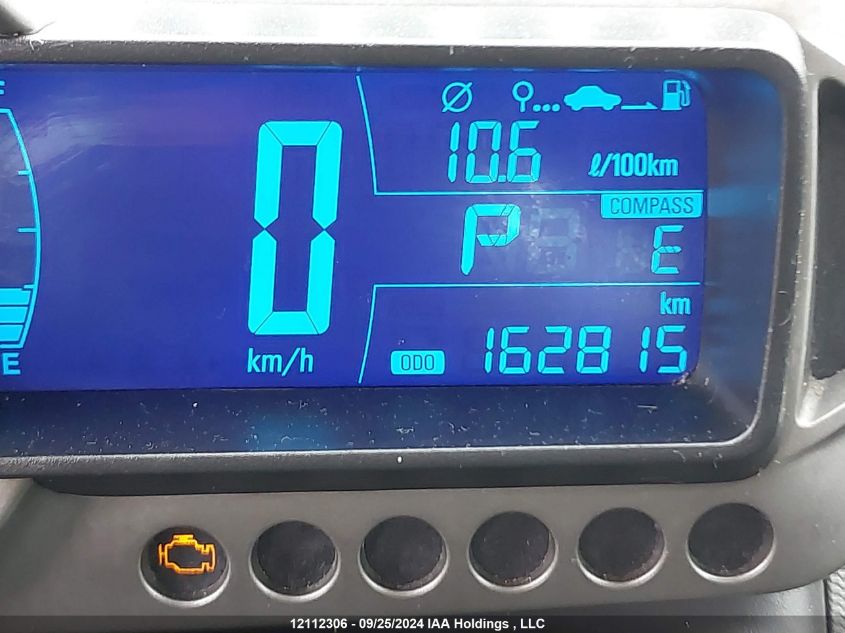 F
10.6 ℓ/100km
COMPASS
P E
0
km
E km/h ODO 162815
12112306 - 09/25/2024 IAA Holdings , LLC